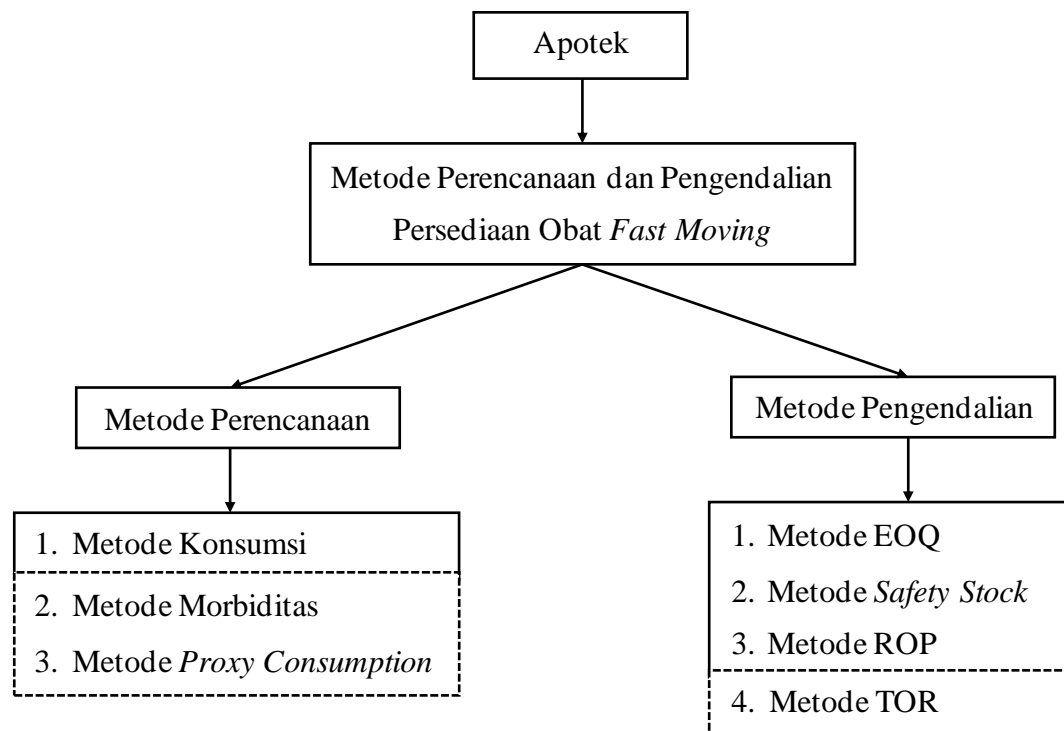 Apotek
Metode Perencanaan dan Pengendalian
Persediaan Obat Fast Moving
Metode Perencanaan
Metode Pengendalian
1. Metode Konsumsi
2. Metode Morbiditas
3. Metode Proxy Consumption
1. Metode EOQ
2. Metode Safety Stock
3. Metode ROP
4. Metode TOR